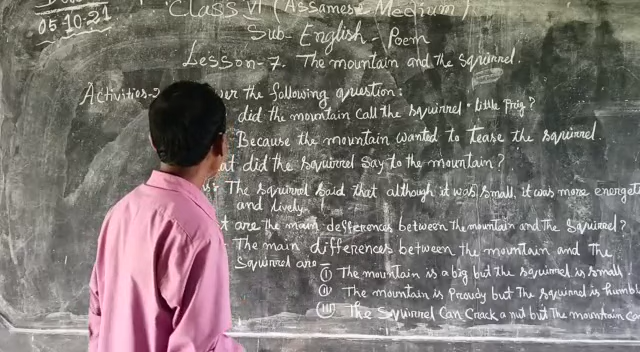 05.10.21
Class VI (Assamese Medium)
Sub- English - Poem
Lesson-7. The mountain and the squirrel.
Activities-2 wer the following question:
did the mountain call the squirrel "little prig?
Because the mountain wanted to tease the squirrel.
at did the squirrel say to the mountain?
The squirrel said that although it was small, it was more energet
and lively.
t are the main defferences between the mountain and the squirrel?
The main differences between the mountain and the
Squirrel are
(i) The mountain is a big but the squirrel is small
(ii) The mountain is Proudy but The squirrel is humbl
(iii) The Squirrel Can Crack a nut but The mountain can